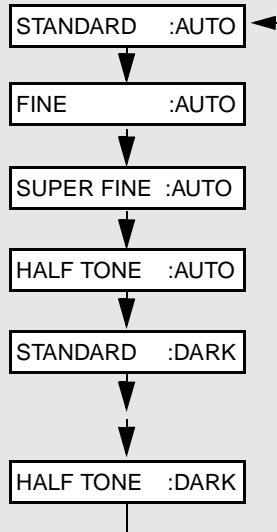 STANDARD :AUTO
FINE :AUTO
SUPER FINE :AUTO
HALF TONE :AUTO
STANDARD :DARK
HALF TONE :DARK